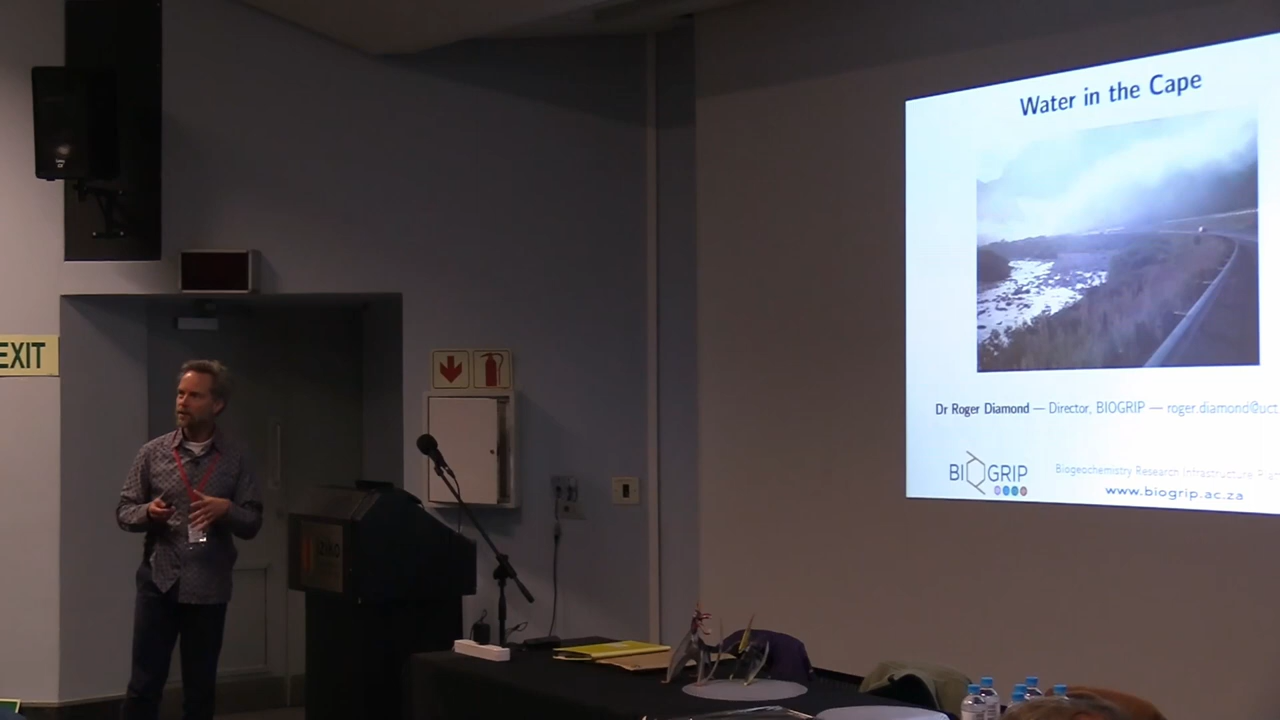 EXIT
IZIKO
Water in the Cape
Dr Roger Diamond — Director, BIOGRIP — roger.diamond@uct
BIOGRIP
Biogeochemistry Research Infrastructure
www.biogrip.ac.za